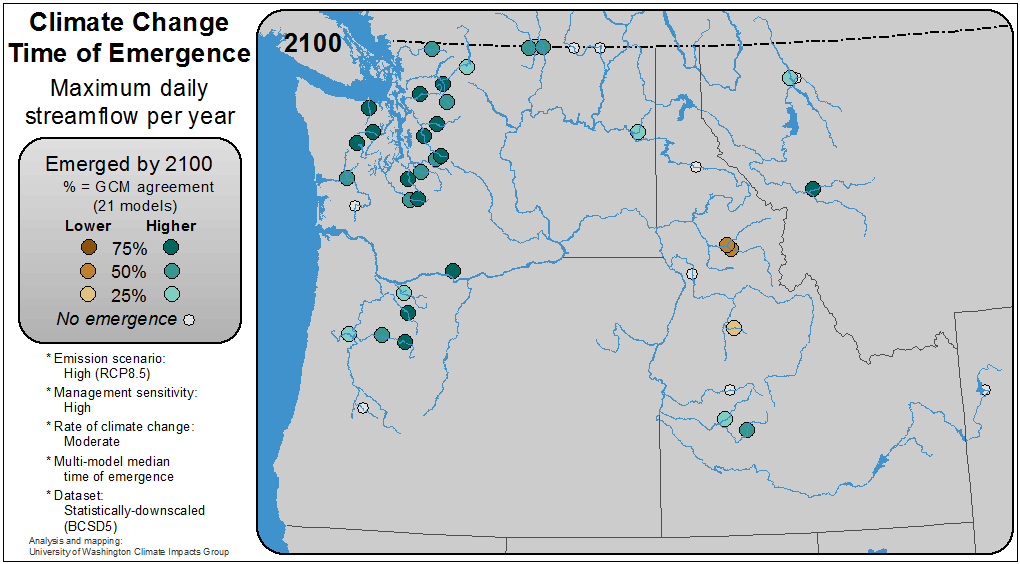 Climate Change
Time of Emergence
Maximum daily
streamflow per year
Emerged by 2100
% = GCM agreement
(21 models)
Lower Higher
75%
50%
25%
No emergence
* Emission scenario:
High (RCP8.5)
* Management sensitivity:
High
* Rate of climate change:
Moderate
* Multi-model median
time of emergence
* Dataset:
Statistically-downscaled
(BCSD5)
Analysis and mapping:
University of Washington Climate Impacts Group
2100